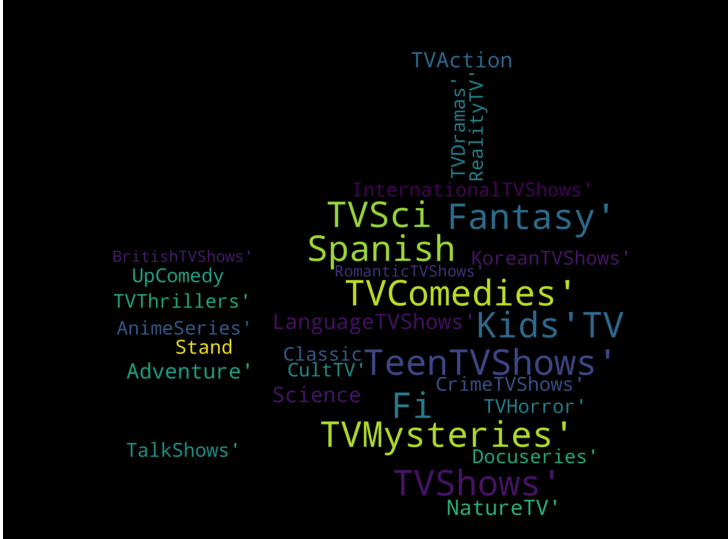 TVAction
TVDramas'
RealityTV'
InternationalTVShows'
TVSci Fantasy'
Spanish
BritishTVShows' KoreanTVShows'
UpComedy RomanticTVShows'
TVThrillers' TVComedies'
AnimeSeries' LanguageTVShows' Kids'TV
Stand Classic
Adventure' CultTV' TeenTVShows'
CrimeTVShows'
Science Fi TVHorror'
TVMysteries'
TalkShows' Docuseries'
TVShows'
NatureTV'